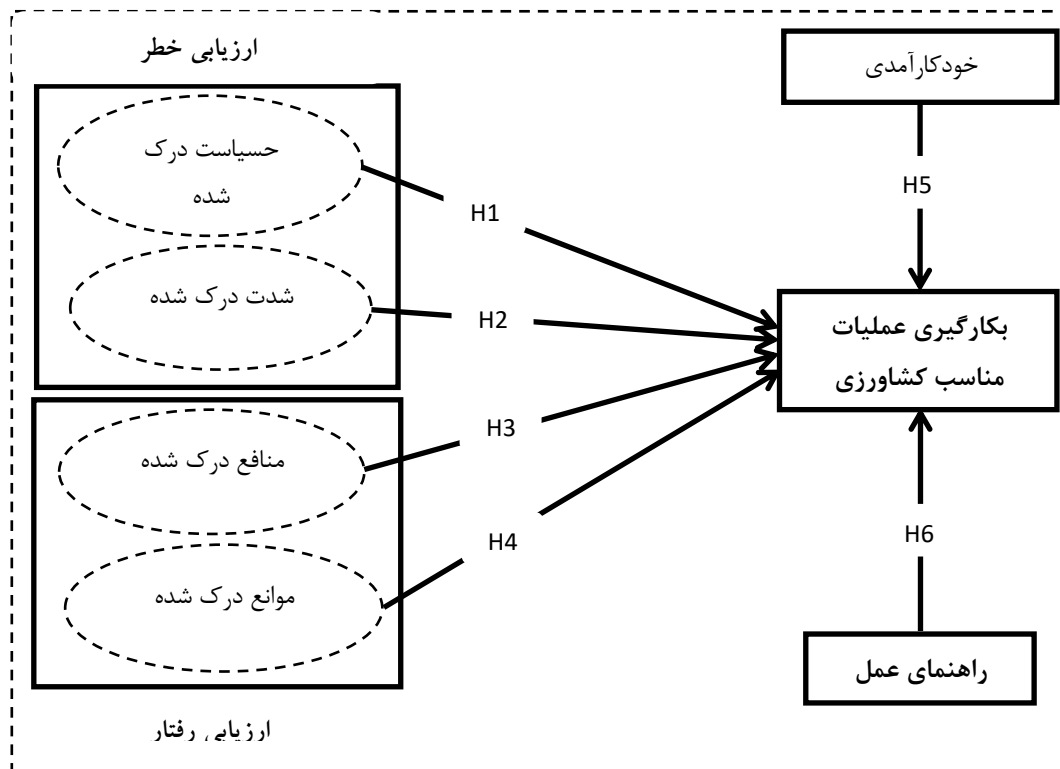 ارزیابی خطر
حسیاست درک
شده
شدت درک شده
منافع درک شده
موانع درک شده
ارزیابی رفتار
H1
H2
H3
H4
خودکارآمدی
H5
بکارگیری عملیات
مناسب کشاورزی
H6
راهنمای عمل